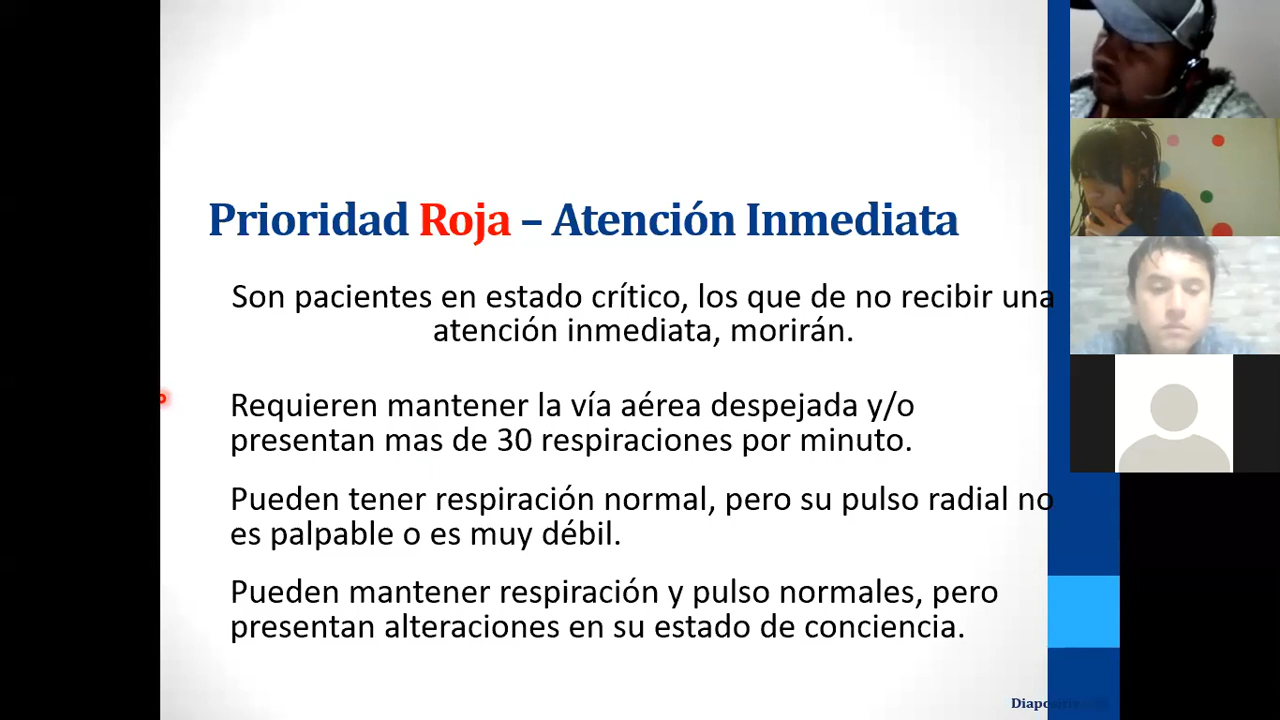 Prioridad Roja – Atención Inmediata
Son pacientes en estado crítico, los que de no recibir una
atención inmediata, morirán.
Requieren mantener la vía aérea despejada y/o
presentan mas de 30 respiraciones por minuto.
Pueden tener respiración normal, pero su pulso radial no
es palpable o es muy débil.
Pueden mantener respiración y pulso normales, pero
presentan alteraciones en su estado de conciencia.